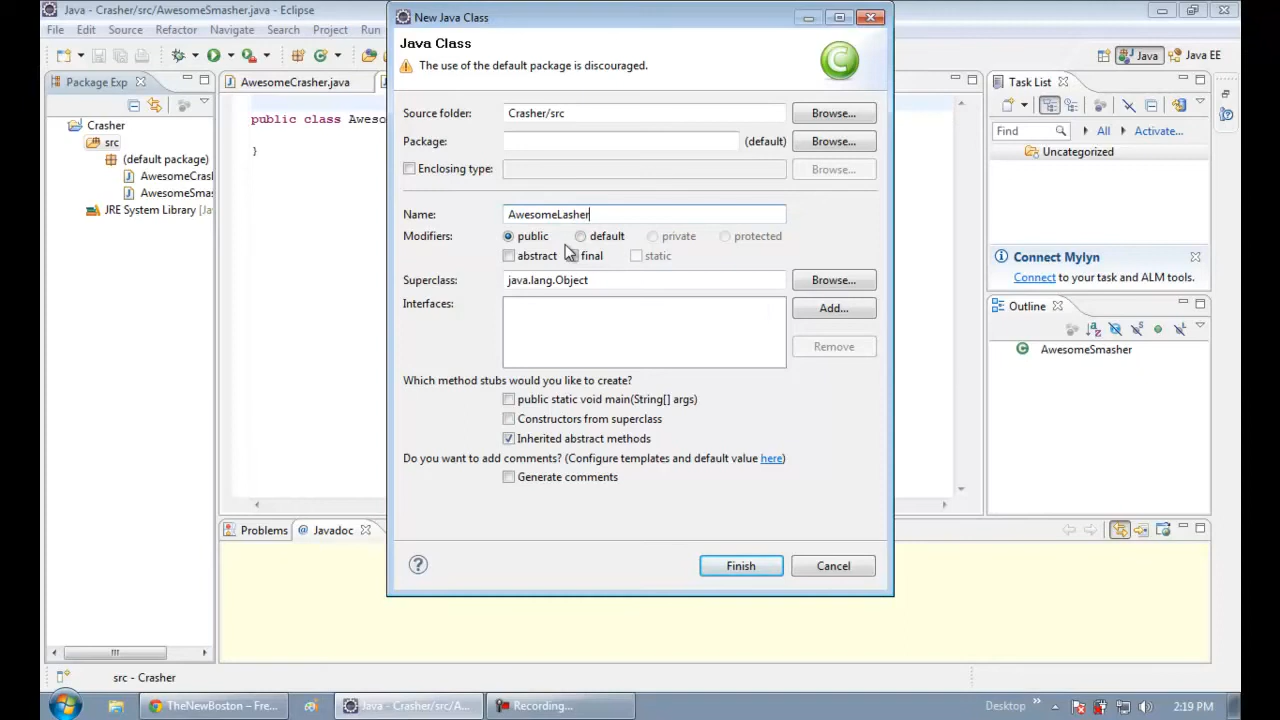 Java - Crasher/src/AwesomeSmasher.java - Eclipse
File Edit Source Refactor Navigate Search Project Run
Java Java EE
New Java Class
Java Class
The use of the default package is discouraged.
Source folder: Crasher/src Browse...
Package: (default) Browse...
Enclosing type: Browse...
Name: AwesomeLasher
Modifiers: public default private protected
abstract final static
Superclass: java.lang.Object Browse...
Interfaces: Add...
Remove
Which method stubs would you like to create?
public static void main(String[] args)
Constructors from superclass
Inherited abstract methods
Do you want to add comments? (Configure templates and default value here)
Generate comments
? Finish Cancel
Package Exp
Crasher
src
(default package)
AwesomeCrash
AwesomeSmas
JRE System Library [Java
AwesomeCrasher.java
public class Aweso
}
Task List
Find All Activate...
Uncategorized
Connect Mylyn
Connect to your task and ALM tools.
Outline
AwesomeSmasher
Problems @ Javadoc
src - Crasher
TheNewBoston – Fre...
Java - Crasher/src/A...
Recording...
Desktop » 2:19 PM